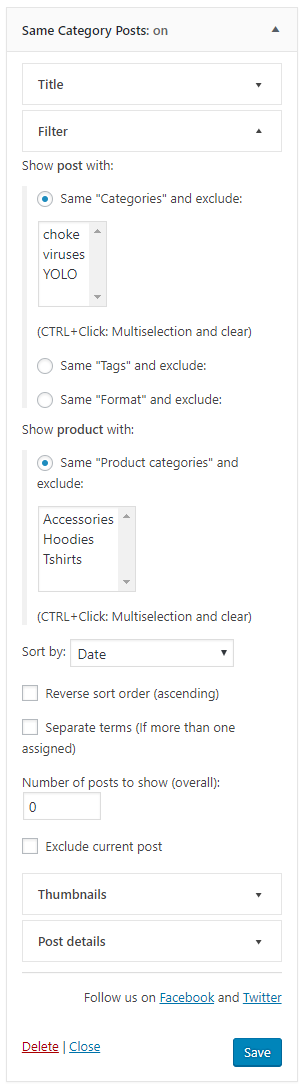 Same Category Posts: on
Title
Filter
Show post with:
Same "Categories" and exclude:
choke
viruses
YOLO
(CTRL+Click: Multiselection and clear)
Same "Tags" and exclude:
Same "Format" and exclude:
Show product with:
Same "Product categories" and
exclude:
Accessories
Hoodies
Tshirts
(CTRL+Click: Multiselection and clear)
Sort by: Date
Reverse sort order (ascending)
Separate terms (If more than one
assigned)
Number of posts to show (overall):
0
Exclude current post
Thumbnails
Post details
Follow us on Facebook and Twitter
Delete | Close
Save